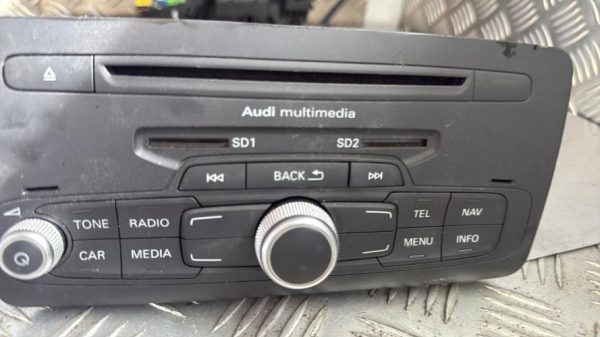 Audi multimedia
SD1 SD2
BACK
TONE RADIO TEL NAV
CAR MEDIA MENU INFO